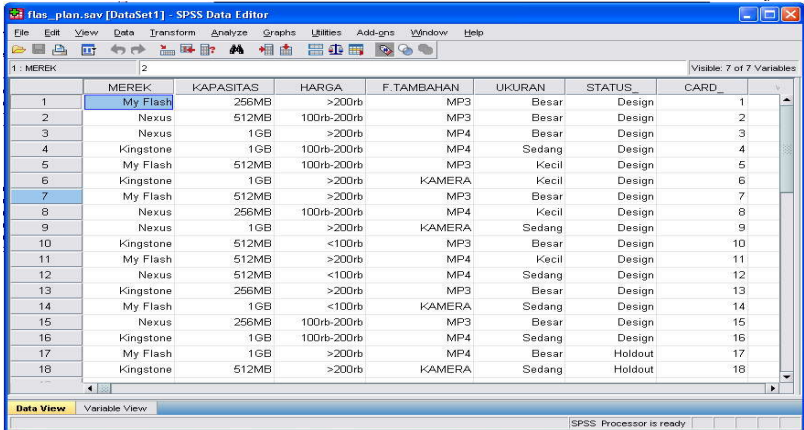 flas_plan.sav [DataSet1] - SPSS Data Editor
File Edit View Data Transform Analyze Graphs Utilities Add-ons Window Help
1 : MEREK 2 Visible: 7 of 7 Variables
MEREK KAPASITAS HARGA F.TAMBAHAN UKURAN STATUS_ CARD_
1 My Flash 256MB >200rb MP3 Besar Design 1
2 Nexus 512MB 100rb-200rb MP3 Besar Design 2
3 Nexus 1GB >200rb MP4 Besar Design 3
4 Kingstone 1GB 100rb-200rb MP4 Sedang Design 4
5 My Flash 512MB 100rb-200rb MP3 Kecil Design 5
6 Kingstone 1GB >200rb KAMERA Kecil Design 6
7 My Flash 512MB >200rb MP3 Besar Design 7
8 Nexus 256MB 100rb-200rb MP4 Kecil Design 8
9 Nexus 1GB >200rb KAMERA Sedang Design 9
10 Kingstone 512MB <100rb MP3 Besar Design 10
11 My Flash 512MB >200rb MP4 Kecil Design 11
12 Nexus 512MB <100rb MP4 Sedang Design 12
13 Kingstone 256MB >200rb MP3 Besar Design 13
14 My Flash 1GB <100rb KAMERA Sedang Design 14
15 Nexus 256MB 100rb-200rb MP3 Besar Design 15
16 Kingstone 1GB 100rb-200rb MP4 Sedang Design 16
17 My Flash 1GB >200rb MP4 Besar Holdout 17
18 Kingstone 512MB >200rb KAMERA Sedang Holdout 18
Data View Variable View
SPSS Processor is ready